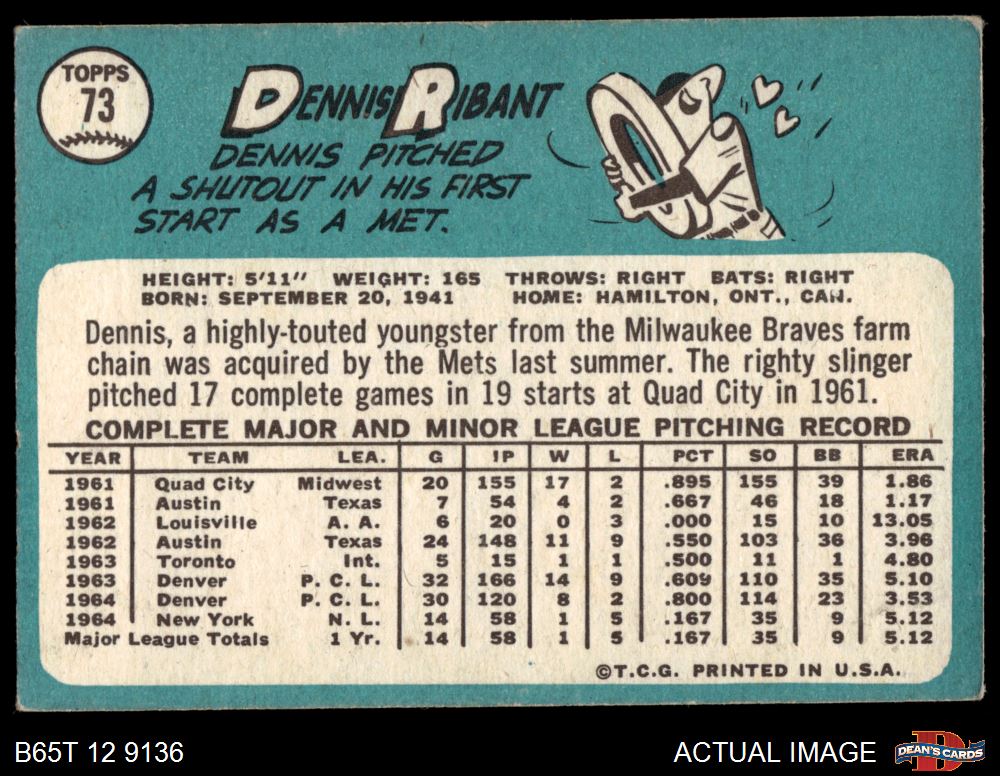 TOPPS
73
DENNIS RIBANT
DENNIS PITCHED
A SHUTOUT IN HIS FIRST
START AS A MET.
HEIGHT: 5'11" WEIGHT: 165 THROWS: RIGHT BATS: RIGHT
BORN: SEPTEMBER 20, 1941 HOME: HAMILTON, ONT., CAN.
Dennis, a highly-touted youngster from the Milwaukee Braves farm
chain was acquired by the Mets last summer. The righty slinger
pitched 17 complete games in 19 starts at Quad City in 1961.
COMPLETE MAJOR AND MINOR LEAGUE PITCHING RECORD
YEAR TEAM LEA. G IP W L PCT SO BB ERA
1961 Quad City Midwest 20 155 17 2 .895 155 39 1.86
1961 Austin Texas 7 54 4 2 .667 46 18 1.17
1962 Louisville A. A. 6 20 0 3 .000 15 10 13.05
1962 Austin Texas 24 148 11 9 .550 103 36 3.96
1963 Toronto Int. 5 15 1 1 .500 11 1 4.80
1963 Denver P. C. L. 32 166 14 9 .609 110 35 5.10
1964 Denver P. C. L. 30 120 8 2 .800 114 23 3.53
1964 New York N. L. 14 58 1 5 .167 35 9 5.12
Major League Totals 1 Yr. 14 58 1 5 .167 35 9 5.12
©T.C.G. PRINTED IN U.S.A.
B65T 12 9136 ACTUAL IMAGE D DEAN'S CARDS